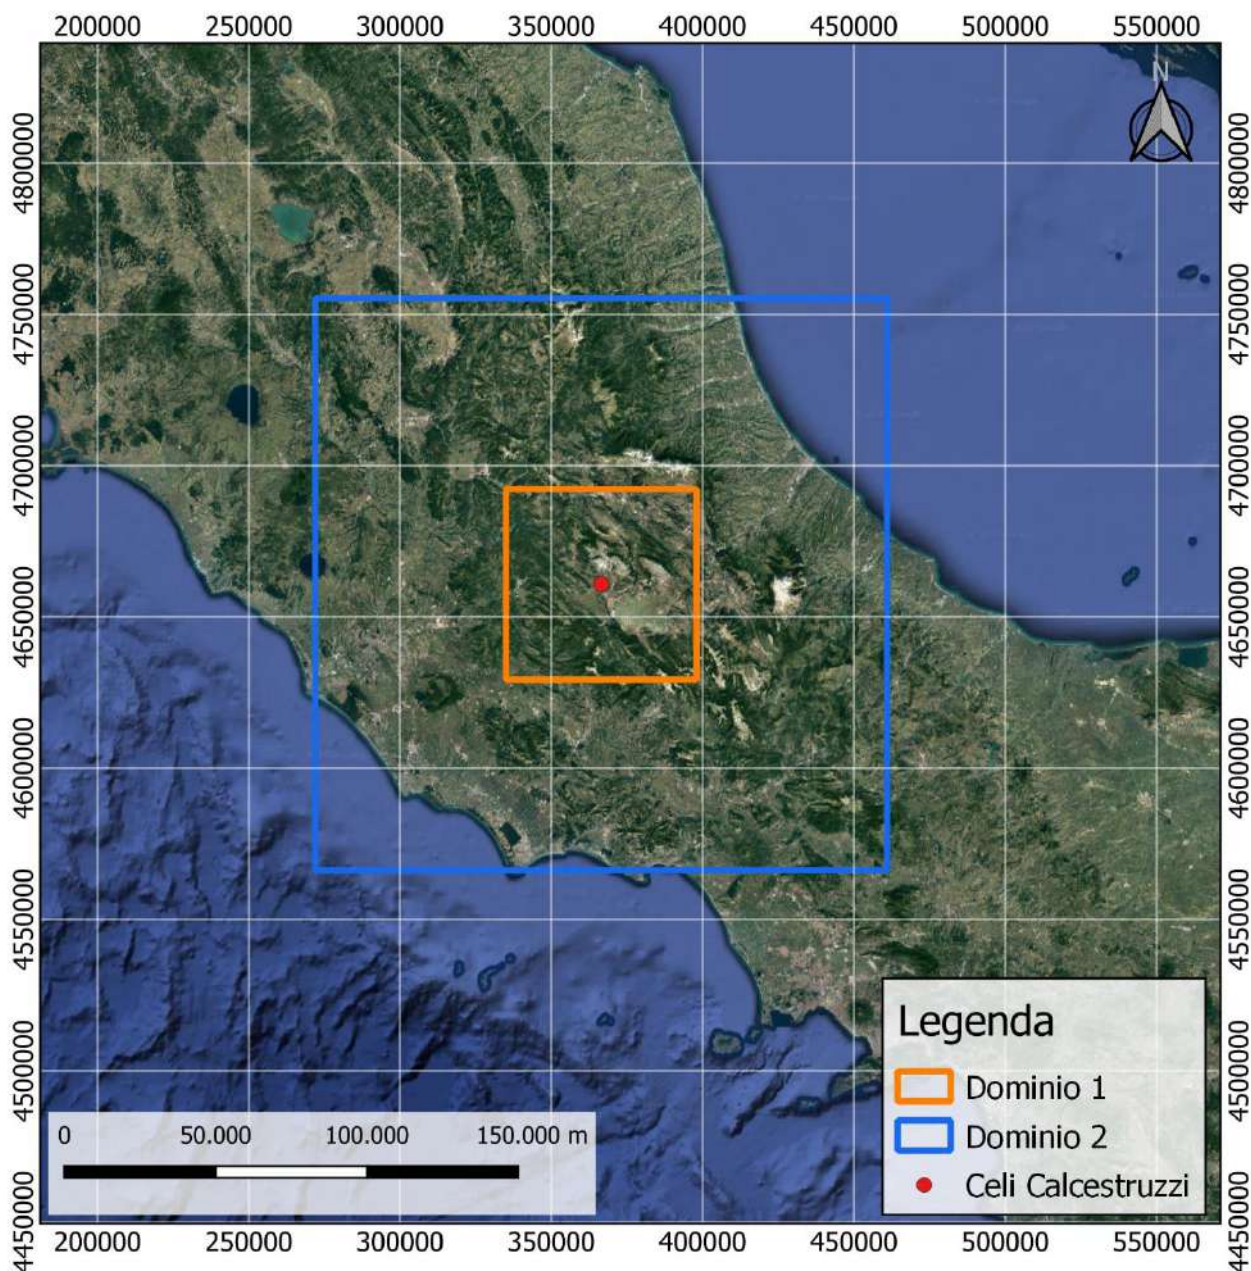 200000 250000 300000 350000 400000 450000 500000 550000
N
4800000 4800000
4750000 4750000
4700000 4700000
4650000 4650000
4600000 4600000
4550000 4550000
4500000 4500000
4450000 4450000
Legenda
Dominio 1
Dominio 2
Celi Calcestruzzi
0 50.000 100.000 150.000 m
200000 250000 300000 350000 400000 450000 500000 550000